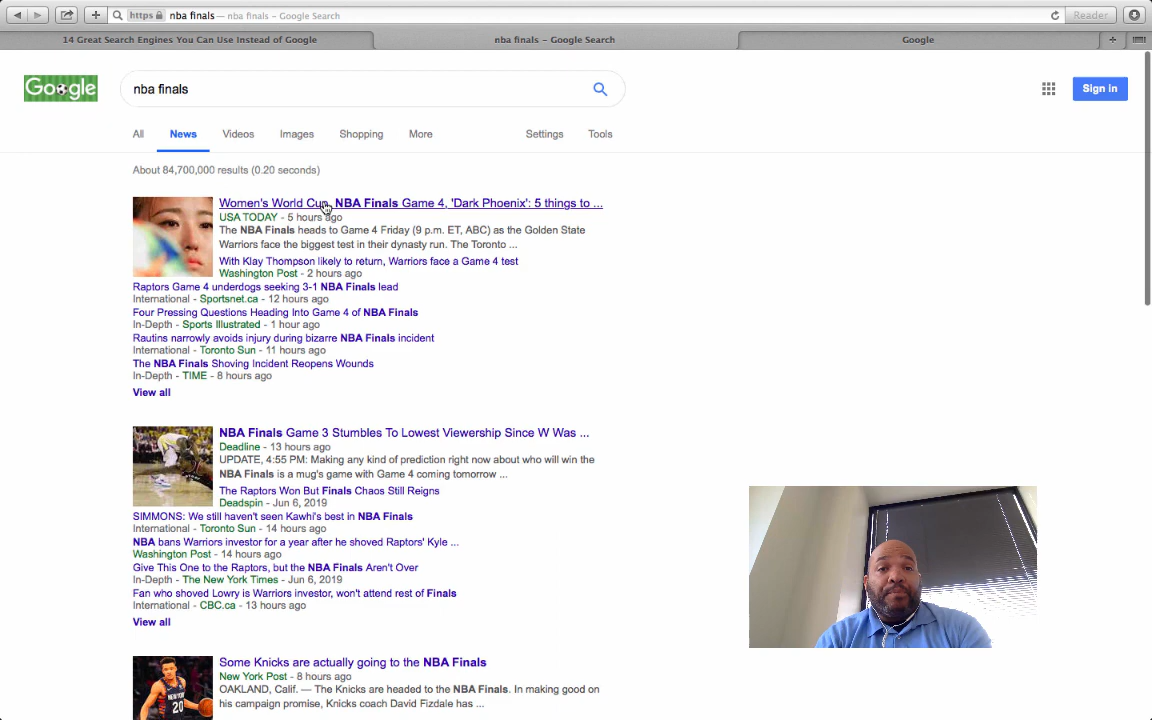 https nba finals — nba finals – Google Search
Reader
14 Great Search Engines You Can Use Instead of Google
nba finals – Google Search
Google
Google
nba finals
Sign in
All News Videos Images Shopping More Settings Tools
About 84,700,000 results (0.20 seconds)
Women's World Cup, NBA Finals Game 4, 'Dark Phoenix': 5 things to ...
USA TODAY - 5 hours ago
The NBA Finals heads to Game 4 Friday (9 p.m. ET, ABC) as the Golden State
Warriors face the biggest test in their dynasty run. The Toronto ...
With Klay Thompson likely to return, Warriors face a Game 4 test
Washington Post - 2 hours ago
Raptors Game 4 underdogs seeking 3-1 NBA Finals lead
International - Sportsnet.ca - 12 hours ago
Four Pressing Questions Heading Into Game 4 of NBA Finals
In-Depth - Sports Illustrated - 1 hour ago
Rautins narrowly avoids injury during bizarre NBA Finals incident
International - Toronto Sun - 11 hours ago
The NBA Finals Shoving Incident Reopens Wounds
In-Depth - TIME - 8 hours ago
View all
NBA Finals Game 3 Stumbles To Lowest Viewership Since W Was ...
Deadline - 13 hours ago
UPDATE, 4:55 PM: Making any kind of prediction right now about who will win the
NBA Finals is a mug's game with Game 4 coming tomorrow ...
The Raptors Won But Finals Chaos Still Reigns
Deadspin - Jun 6, 2019
SIMMONS: We still haven't seen Kawhi's best in NBA Finals
International - Toronto Sun - 14 hours ago
NBA bans Warriors investor for a year after he shoved Raptors' Kyle ...
Washington Post - 14 hours ago
Give This One to the Raptors, but the NBA Finals Aren't Over
In-Depth - The New York Times - Jun 6, 2019
Fan who shoved Lowry is Warriors investor, won't attend rest of Finals
International - CBC.ca - 13 hours ago
View all
Some Knicks are actually going to the NBA Finals
New York Post - 8 hours ago
OAKLAND, Calif. — The Knicks are headed to the NBA Finals. In making good on
his campaign promise, Knicks coach David Fizdale has ...
20